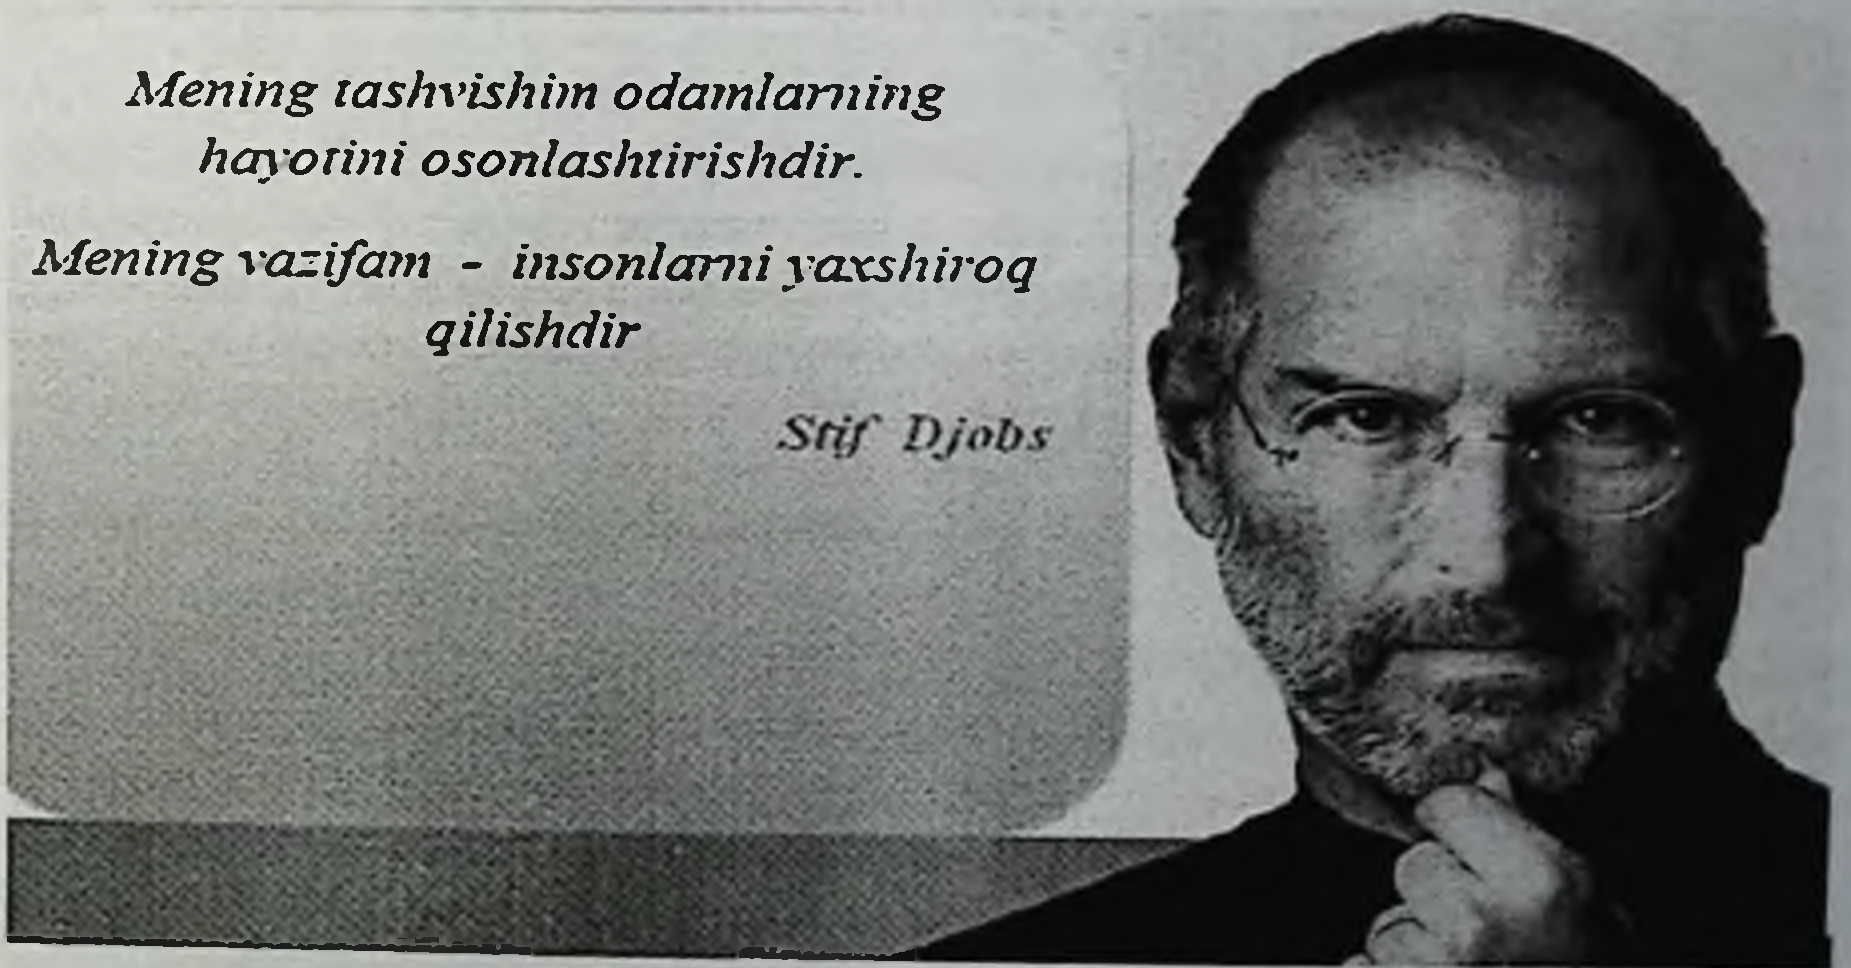 Mening tashvishim odamlarning
hayotini osonlashtirishdir.
Mening vazifam - insonlarni yaxshiroq
qilishdir
Stif Djobs